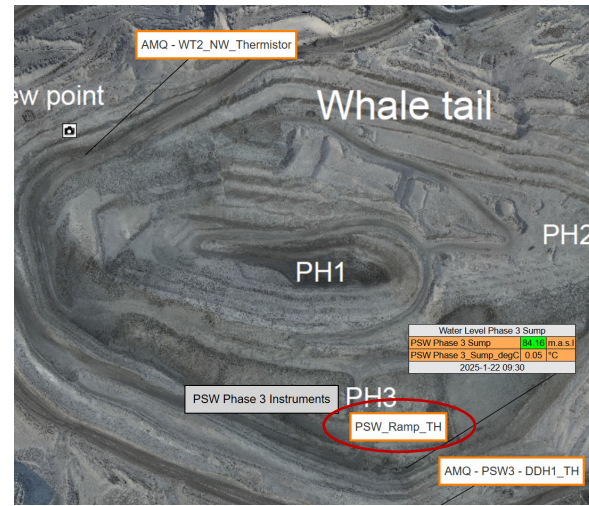 AMQ - WT2_NW_Thermistor
ew point
Whale tail
PH2
PH1
Water Level Phase 3 Sump
PSW Phase 3 Sump 84.16 m.a.s.l
PSW Phase 3_Sump_degC 0.05 °C
2025-1-22 09:30
PSW Phase 3 Instruments
PH3
PSW_Ramp_TH
AMQ - PSW3 - DDH1_TH